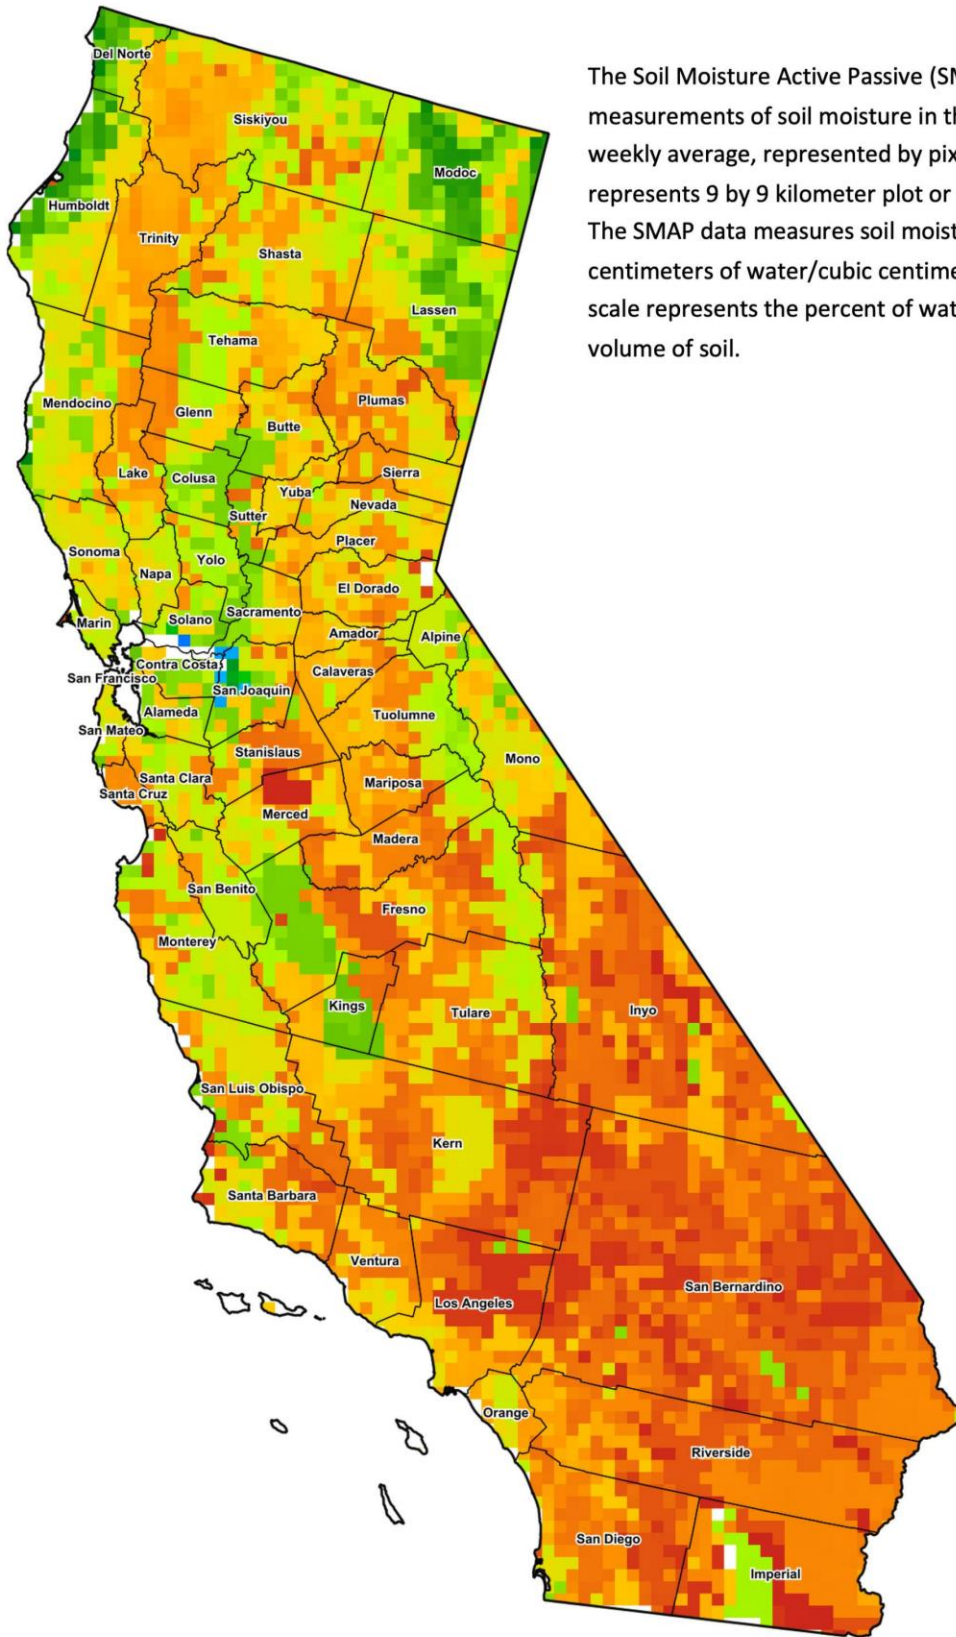 The Soil Moisture Active Passive (SM
measurements of soil moisture in th
weekly average, represented by pix
represents 9 by 9 kilometer plot or
The SMAP data measures soil moist
centimeters of water/cubic centime
scale represents the percent of wat
volume of soil.
Del Norte
Siskiyou
Modoc
Humboldt
Trinity
Shasta
Lassen
Tehama
Mendocino
Glenn
Butte
Plumas
Lake
Colusa
Sierra
Yuba
Nevada
Sutter
Placer
Sonoma
Napa
Yolo
El Dorado
Marin
Solano
Sacramento
Amador
Alpine
Contra Costa
San Francisco
San Joaquin
Calaveras
Alameda
Tuolumne
San Mateo
Stanislaus
Mono
Santa Clara
Mariposa
Santa Cruz
Merced
Madera
San Benito
Fresno
Monterey
Kings
Tulare
Inyo
San Luis Obispo
Kern
Santa Barbara
Ventura
Los Angeles
San Bernardino
Orange
Riverside
San Diego
Imperial